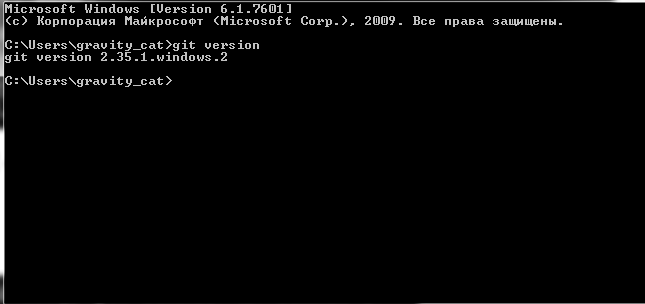 Microsoft Windows [Version 6.1.7601]
(c) Корпорация Майкрософт (Microsoft Corp.), 2009. Все права защищены.
C:\Users\gravity_cat>git version
git version 2.35.1.windows.2
C:\Users\gravity_cat>